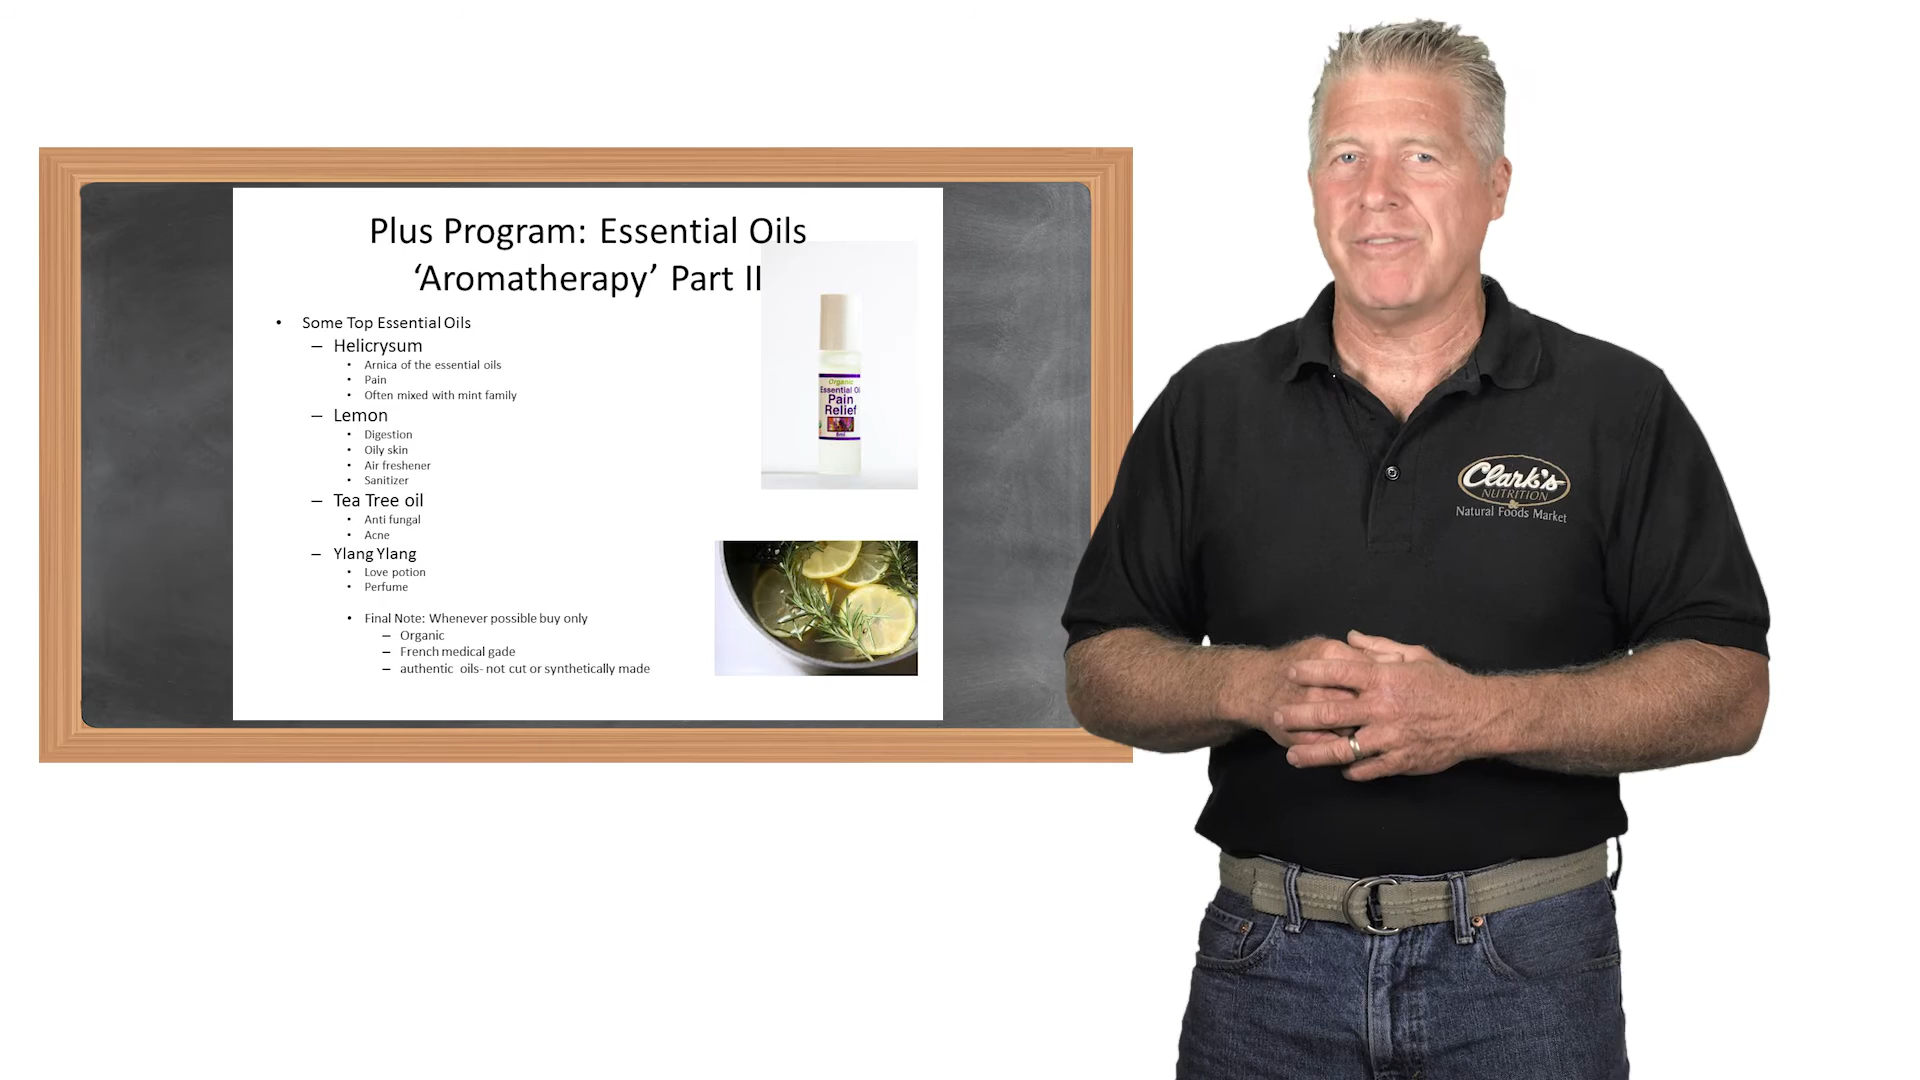 Plus Program: Essential Oils
‘Aromatherapy’ Part II
• Some Top Essential Oils
– Helicrysum
• Arnica of the essential oils
• Pain
• Often mixed with mint family
– Lemon
• Digestion
• Oily skin
• Air freshener
• Sanitizer
– Tea Tree oil
• Anti fungal
• Acne
– Ylang Ylang
• Love potion
• Perfume
• Final Note: Whenever possible buy only
– Organic
– French medical gade
– authentic oils- not cut or synthetically made
Organic
Essential Oi
Pain
Relief
Clark's
NUTRITION
Natural Foods Market